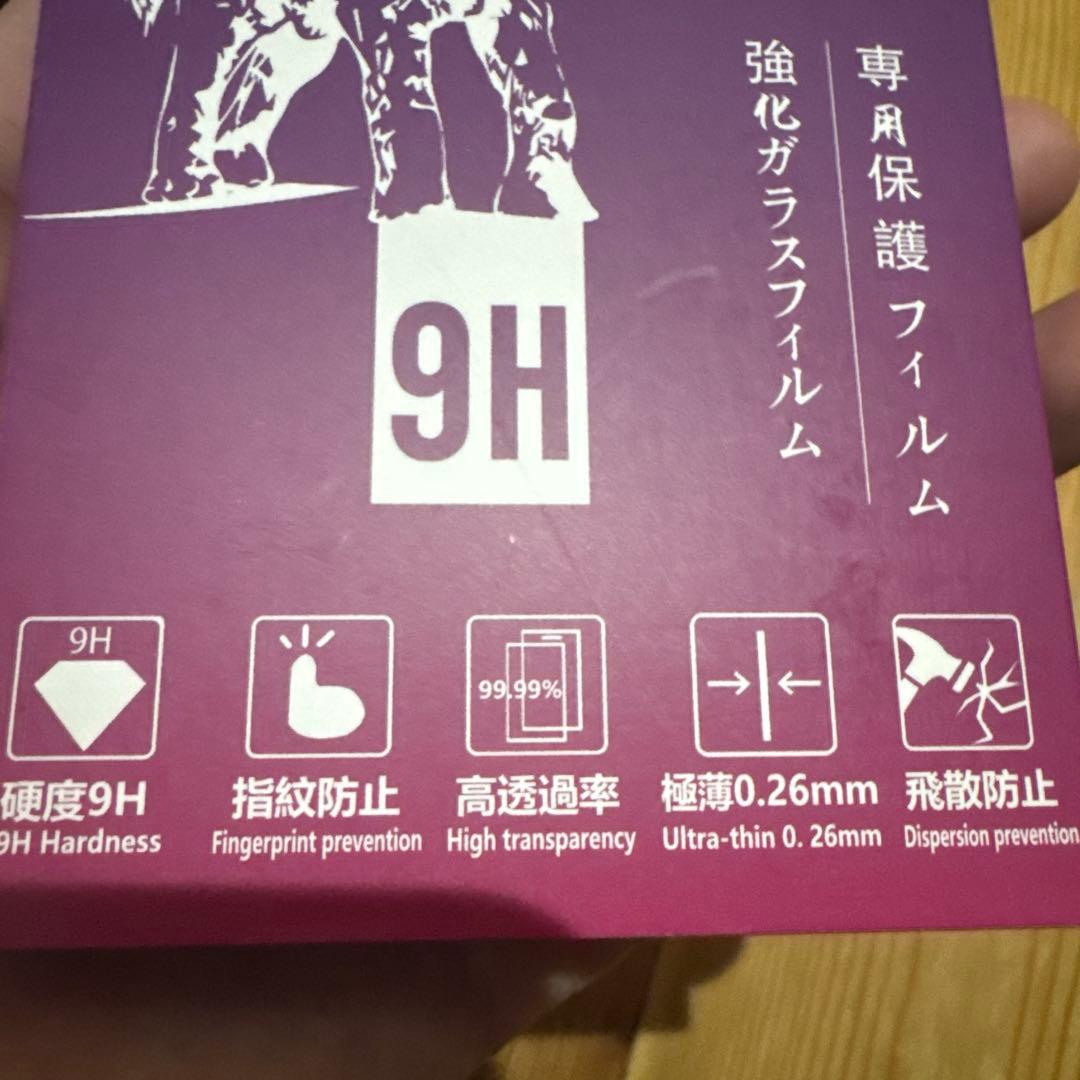 専用保護フィルム
強化ガラスフィルム
9H
9H
99.99%
硬度9H
指紋防止
高透過率
極薄0.26mm
飛散防止
9H Hardness
Fingerprint prevention
High transparency
Ultra-thin 0. 26mm
Dispersion prevention